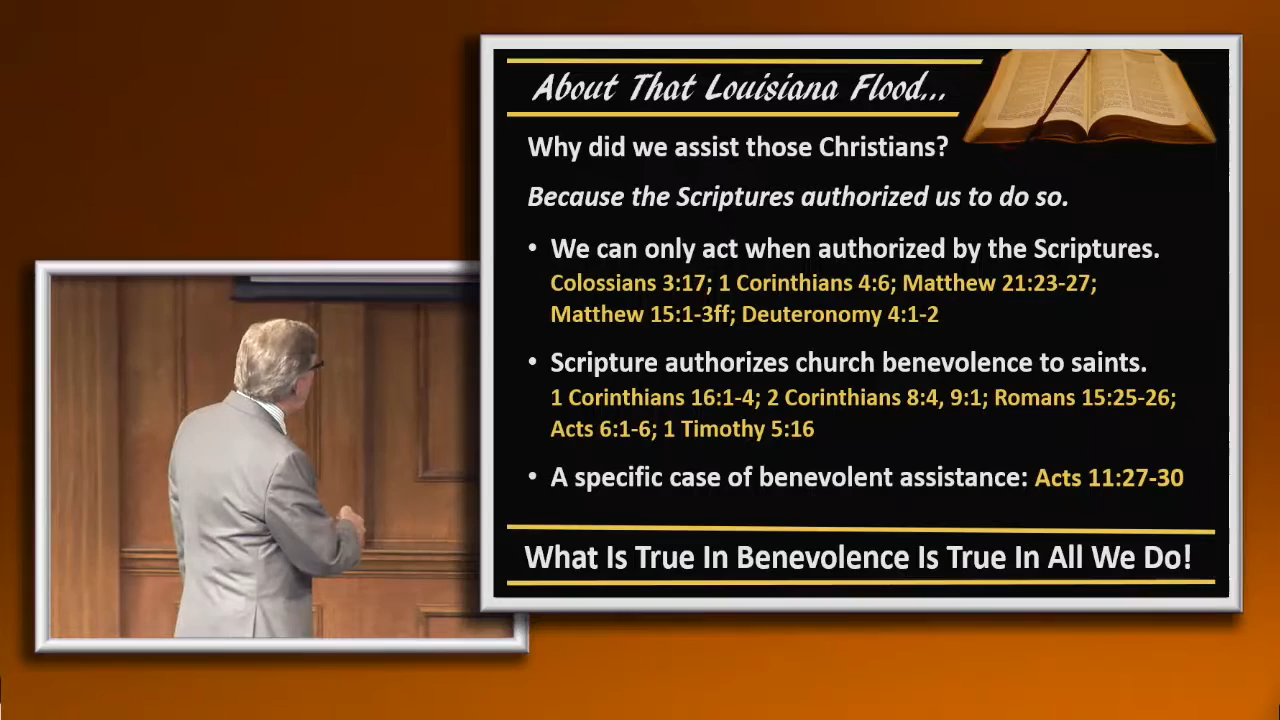 About That Louisiana Flood...
Why did we assist those Christians?
Because the Scriptures authorized us to do so.
• We can only act when authorized by the Scriptures.
Colossians 3:17; 1 Corinthians 4:6; Matthew 21:23-27;
Matthew 15:1-3ff; Deuteronomy 4:1-2
• Scripture authorizes church benevolence to saints.
1 Corinthians 16:1-4; 2 Corinthians 8:4, 9:1; Romans 15:25-26;
Acts 6:1-6; 1 Timothy 5:16
• A specific case of benevolent assistance: Acts 11:27-30
What Is True In Benevolence Is True In All We Do!